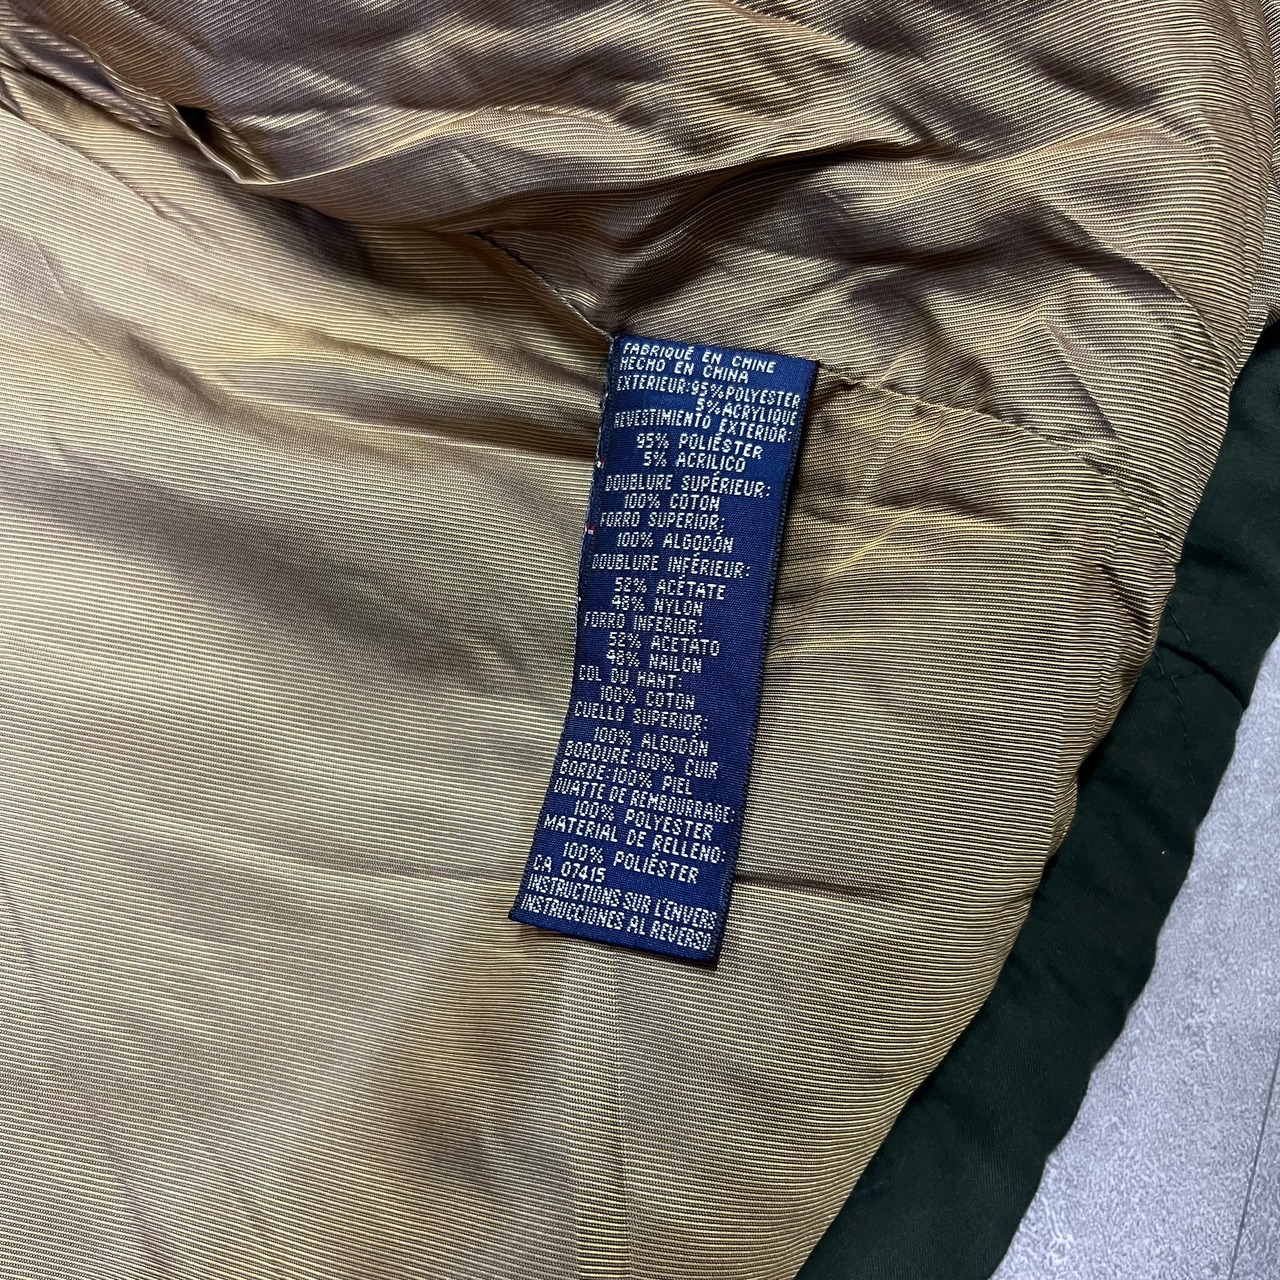 FABRIQUÉ EN CHINE
HECHO EN CHINA
EXTERIEUR:95%POLYESTER
5%ACRYLIQUE
REVESTIMIENTO EXTERIOR:
95% POLIÉSTER
5% ACRILICO
DOUBLURE SUPÉRIEUR:
100% COTON
FORRO SUPERIOR;
100% ALGODÓN
DOUBLURE INFÉRIEUR:
52% ACÉTATE
48% NYLON
FORRO INFERIOR:
52% ACETATO
48% NAILON
COL DU HANT:
100% COTON
CUELLO SUPERIOR:
100% ALGODÓN
BORDURE:100% CUIR
BORDE:100% PIEL
OUATTE DE REMBOURRAGE:
100% POLYESTER
MATERIAL DE RELLENO:
100% POLIÉSTER
CA 07415
INSTRUCTIONS SUR L'ENVERS
INSTRUCCIONES AL REVERSO